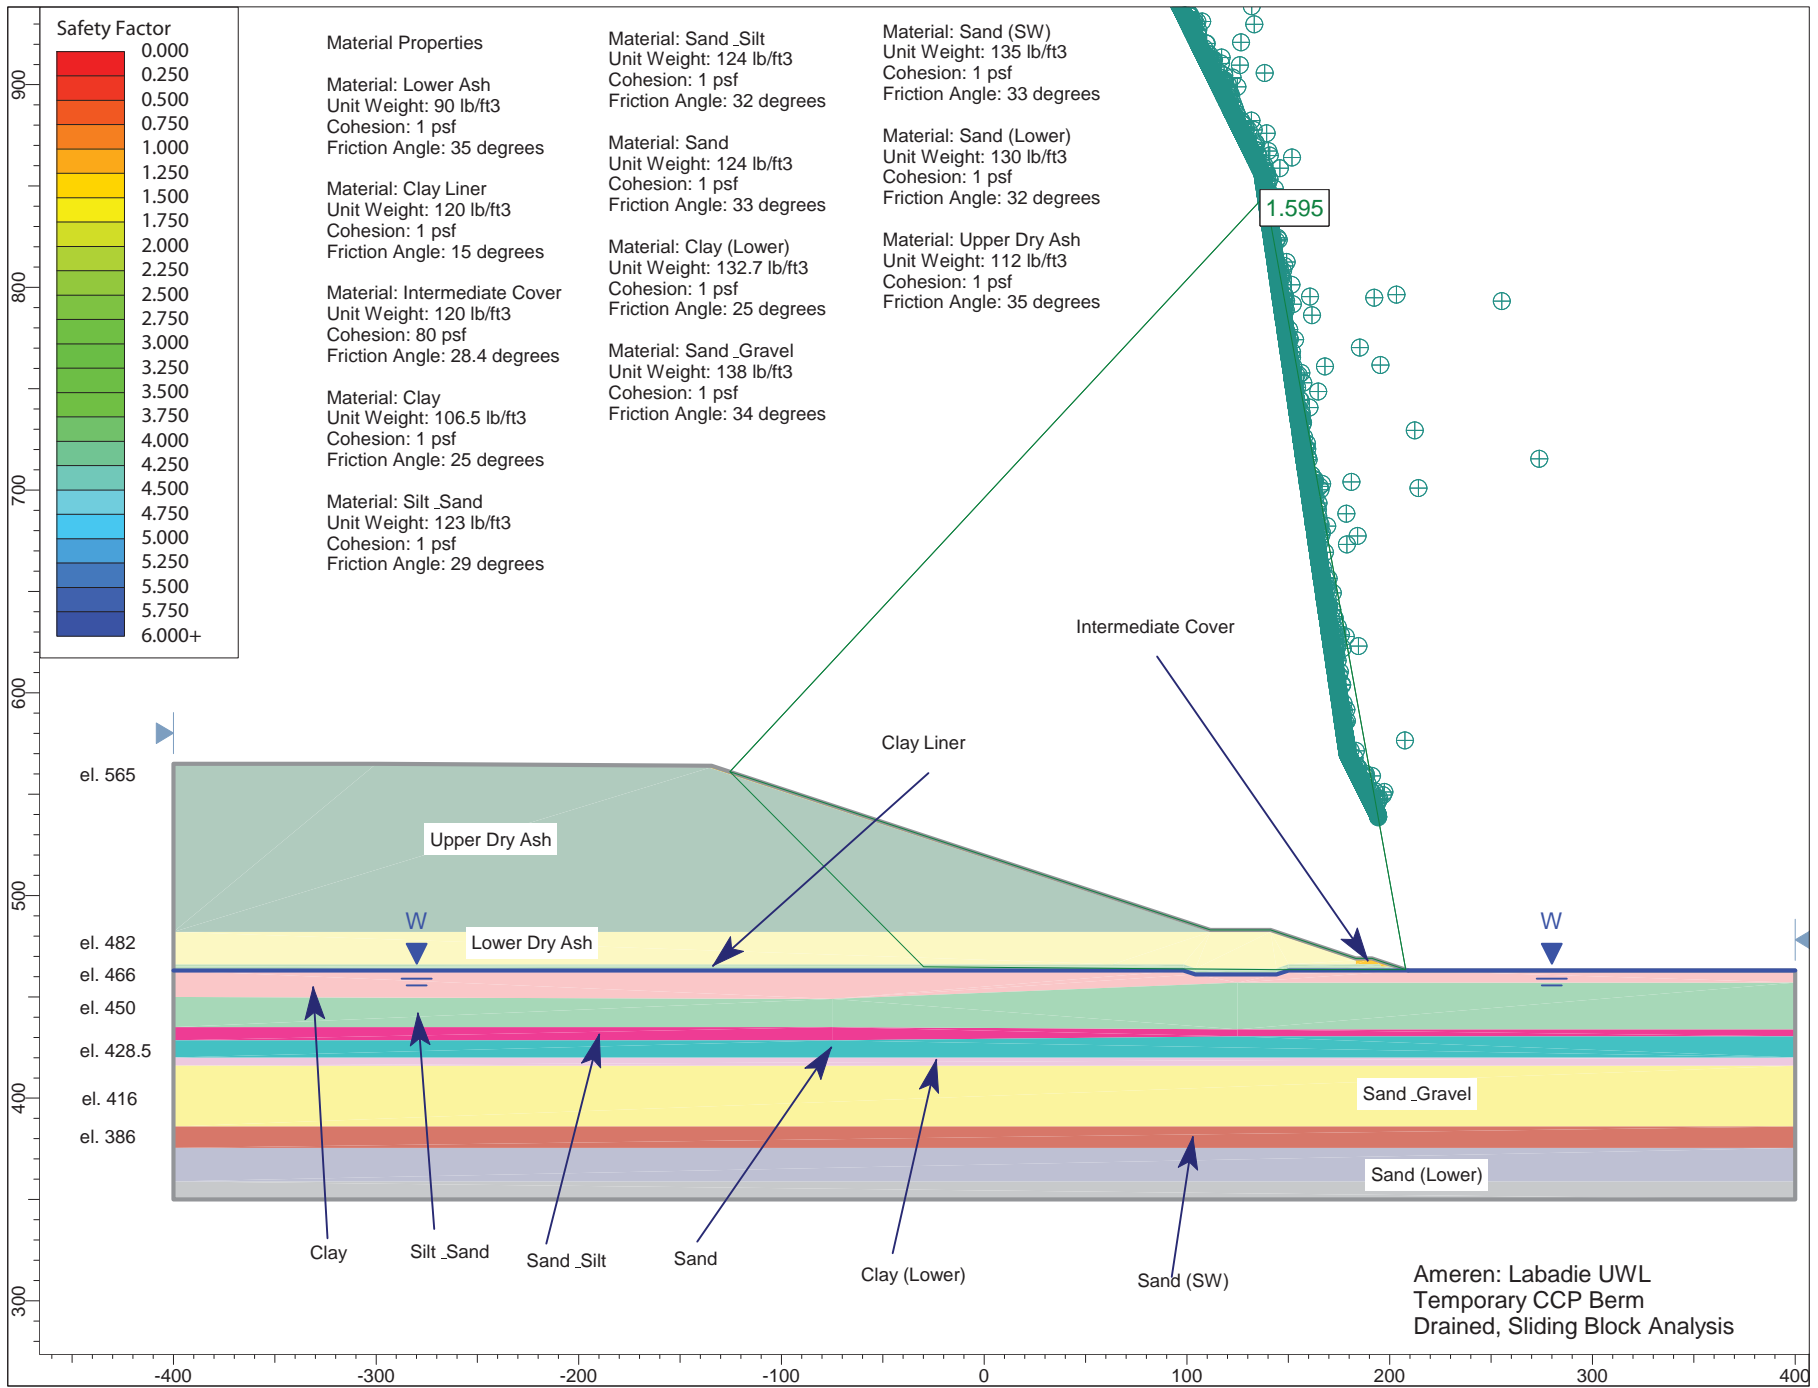 Safety Factor
0.000
0.250
0.500
0.750
1.000
1.250
1.500
1.750
2.000
2.250
2.500
2.750
3.000
3.250
3.500
3.750
4.000
4.250
4.500
4.750
5.000
5.250
5.500
5.750
6.000+
Material Properties
Material: Lower Ash
Unit Weight: 90 lb/ft3
Cohesion: 1 psf
Friction Angle: 35 degrees
Material: Clay Liner
Unit Weight: 120 lb/ft3
Cohesion: 1 psf
Friction Angle: 15 degrees
Material: Intermediate Cover
Unit Weight: 120 lb/ft3
Cohesion: 80 psf
Friction Angle: 28.4 degrees
Material: Clay
Unit Weight: 106.5 lb/ft3
Cohesion: 1 psf
Friction Angle: 25 degrees
Material: Silt_Sand
Unit Weight: 123 lb/ft3
Cohesion: 1 psf
Friction Angle: 29 degrees
Material: Sand_Silt
Unit Weight: 124 lb/ft3
Cohesion: 1 psf
Friction Angle: 32 degrees
Material: Sand
Unit Weight: 124 lb/ft3
Cohesion: 1 psf
Friction Angle: 33 degrees
Material: Clay (Lower)
Unit Weight: 132.7 lb/ft3
Cohesion: 1 psf
Friction Angle: 25 degrees
Material: Sand_Gravel
Unit Weight: 138 lb/ft3
Cohesion: 1 psf
Friction Angle: 34 degrees
Material: Sand (SW)
Unit Weight: 135 lb/ft3
Cohesion: 1 psf
Friction Angle: 33 degrees
Material: Sand (Lower)
Unit Weight: 130 lb/ft3
Cohesion: 1 psf
Friction Angle: 32 degrees
Material: Upper Dry Ash
Unit Weight: 112 lb/ft3
Cohesion: 1 psf
Friction Angle: 35 degrees
1.595
Intermediate Cover
Clay Liner
el. 565
Upper Dry Ash
W
W
el. 482
Lower Dry Ash
el. 466
el. 450
el. 428.5
el. 416
Sand_Gravel
el. 386
Sand (Lower)
Clay
Silt_Sand
Sand_Silt
Sand
Clay (Lower)
Sand (SW)
Ameren: Labadie UWL
Temporary CCP Berm
Drained, Sliding Block Analysis
900
800
700
600
500
400
300
-400
-300
-200
-100
0
100
200
300
400